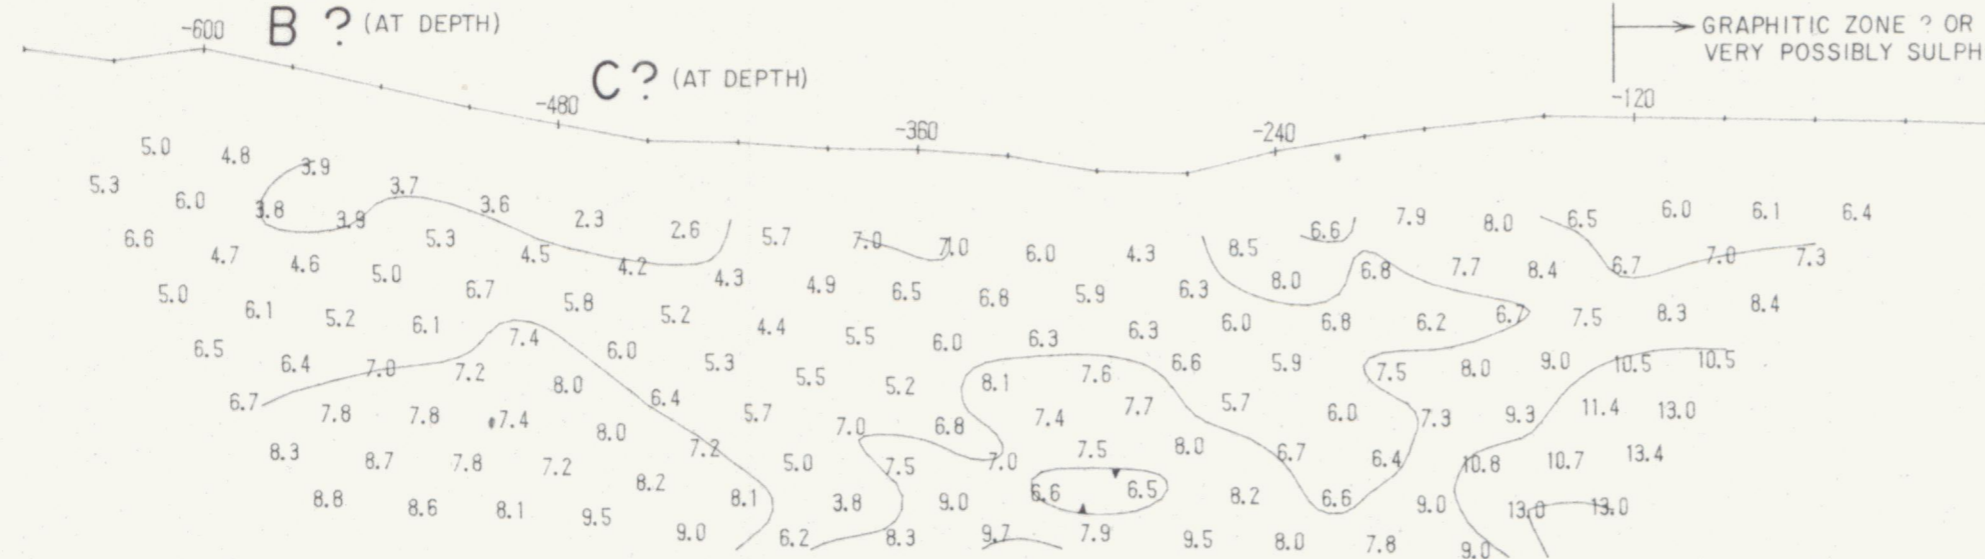 B ? (AT DEPTH)
GRAPHITIC ZONE ? OR
VERY POSSIBLY SULPH
-600
C ? (AT DEPTH)
-480
-120
-360
-240
5.0 4.8 3.9
5.3 6.0 3.8 3.9 3.7 3.6 2.3 2.6 5.7 7.0 7.0 6.0 4.3 8.5 6.6 7.9 8.0 6.5 6.0 6.1 6.4
6.6 4.7 4.6 5.0 5.3 4.5 4.2 4.3 4.9 6.5 6.8 5.9 6.3 8.0 6.8 7.7 8.4 6.7 7.0 7.3
5.0 6.1 5.2 6.1 6.7 5.8 5.2 4.4 5.5 6.0 6.3 6.3 6.0 6.8 6.2 6.7 7.5 8.3 8.4
6.5 6.4 7.0 7.2 7.4 6.0 5.3 5.5 5.2 8.1 7.6 6.6 5.9 7.5 8.0 9.0 10.5 10.5
6.7 7.8 7.8 7.4 8.0 6.4 5.7 7.0 6.8 7.4 7.7 5.7 6.0 7.3 9.3 11.4 13.0
8.3 8.7 7.8 7.2 8.0 7.2 5.0 7.5 7.0 7.5 8.0 6.7 6.4 10.8 10.7 13.4
8.8 8.6 8.1 9.5 8.2 8.1 3.8 9.0 6.6 6.5 8.2 6.6 9.0 13.0 13.0
9.0 6.2 8.3 9.7 7.9 9.5 8.0 7.8 9.0